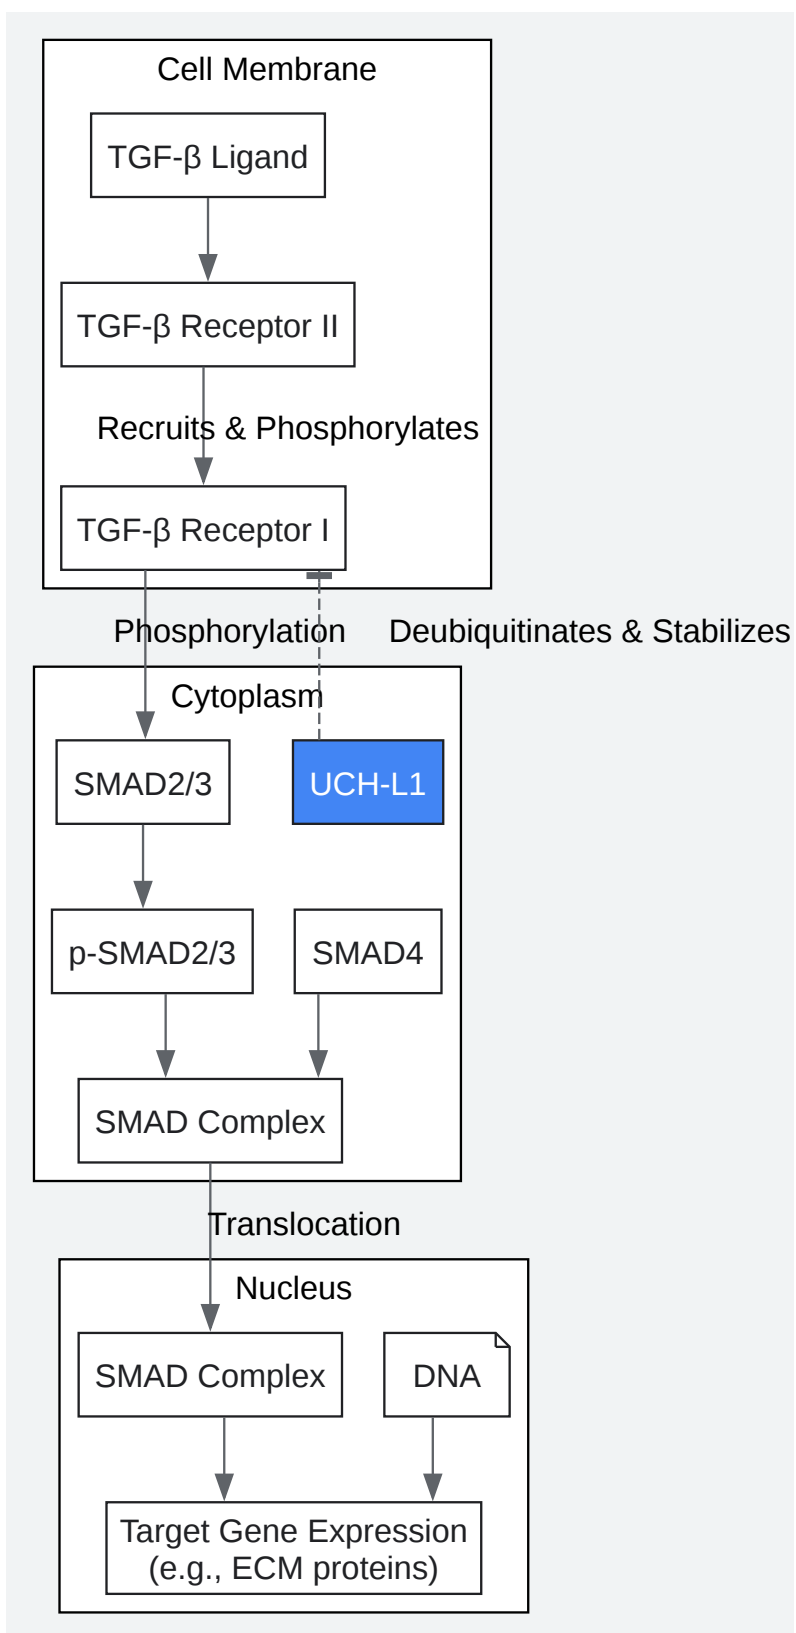 Cell Membrane
TGF-β Ligand
TGF-β Receptor II
Recruits & Phosphorylates
TGF-β Receptor I
Phosphorylation
Deubiquitinates & Stabilizes
Cytoplasm
SMAD2/3
UCH-L1
p-SMAD2/3
SMAD4
SMAD Complex
Translocation
Nucleus
SMAD Complex
DNA
Target Gene Expression
(e.g., ECM proteins)